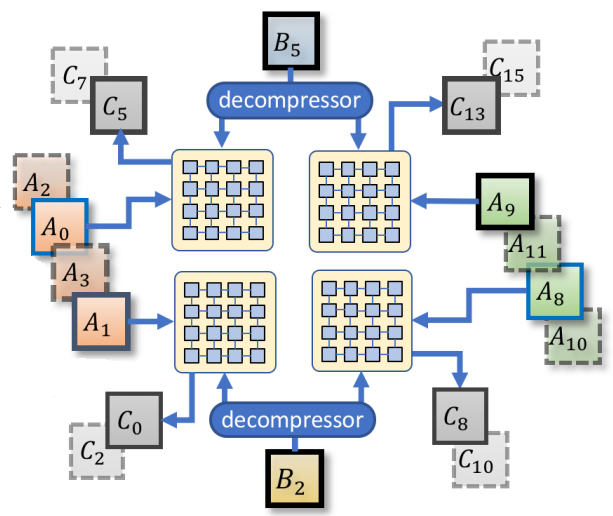 B₅
C₇
C₁₅
C₅
decompressor
C₁₃
A₂
A₀
A₉
A₃
A₁₁
A₁
A₈
A₁₀
C₀
decompressor
C₈
C₂
C₁₀
B₂